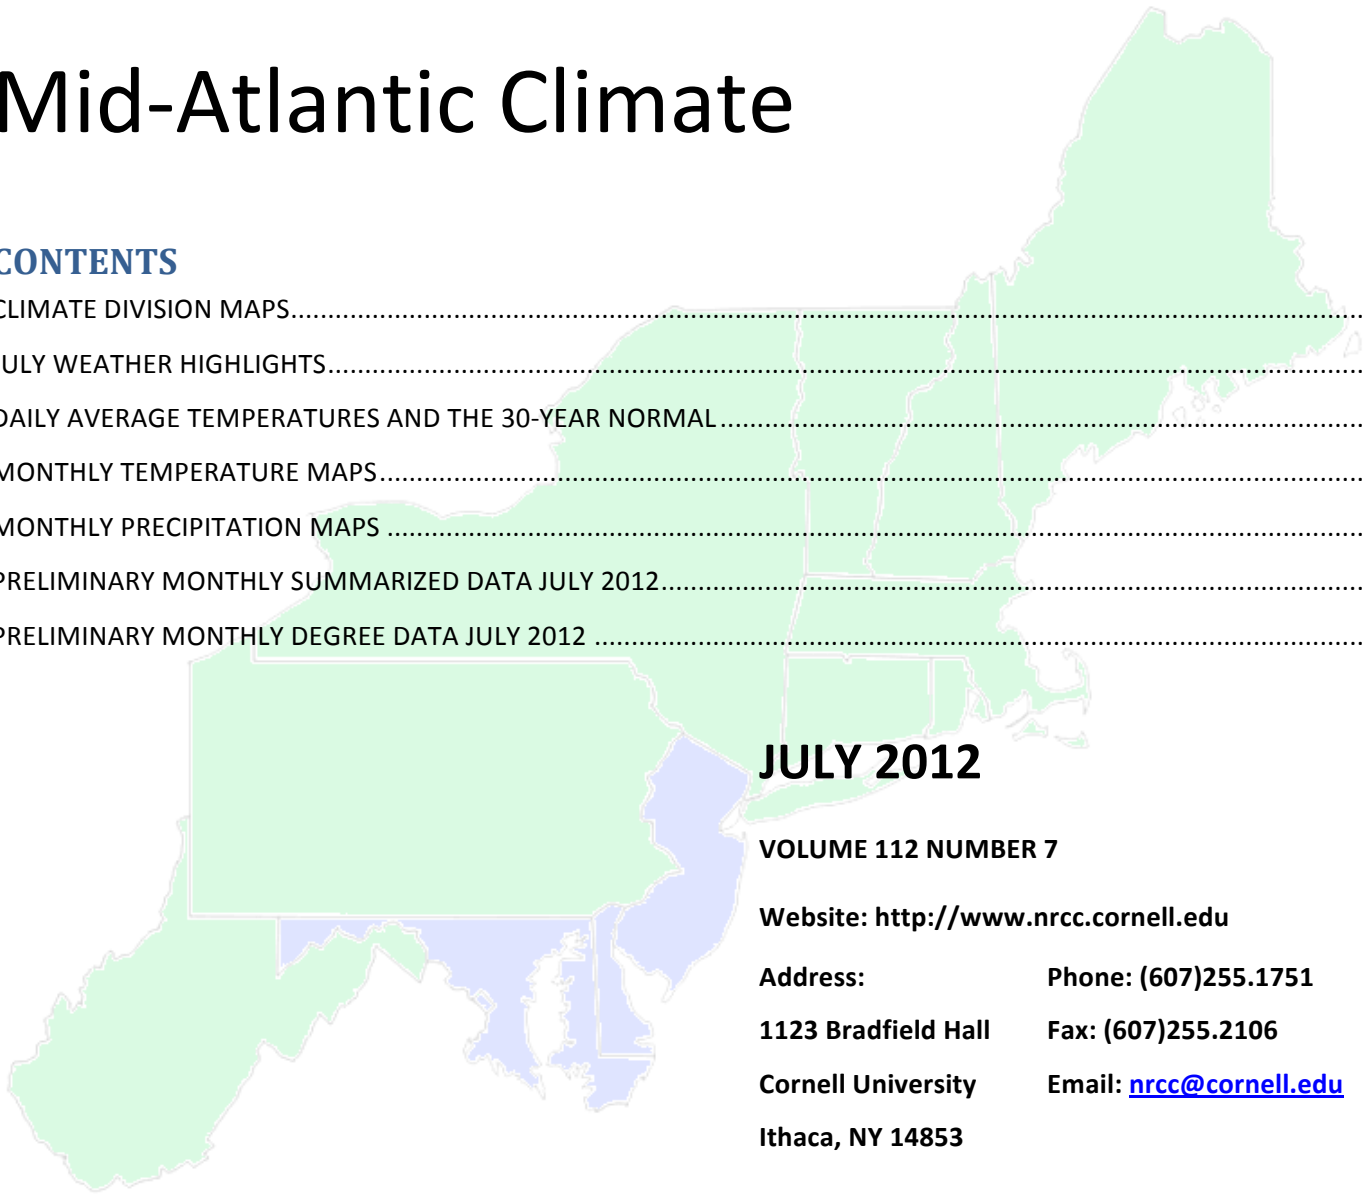 Mid-Atlantic Climate
CONTENTS
CLIMATE DIVISION MAPS
JULY WEATHER HIGHLIGHTS
DAILY AVERAGE TEMPERATURES AND THE 30-YEAR NORMAL
MONTHLY TEMPERATURE MAPS
MONTHLY PRECIPITATION MAPS
PRELIMINARY MONTHLY SUMMARIZED DATA JULY 2012
PRELIMINARY MONTHLY DEGREE DATA JULY 2012
JULY 2012
VOLUME 112 NUMBER 7
Website: http://www.nrcc.cornell.edu
Address: Phone: (607)255.1751
1123 Bradfield Hall Fax: (607)255.2106
Cornell University Email: nrcc@cornell.edu
Ithaca, NY 14853